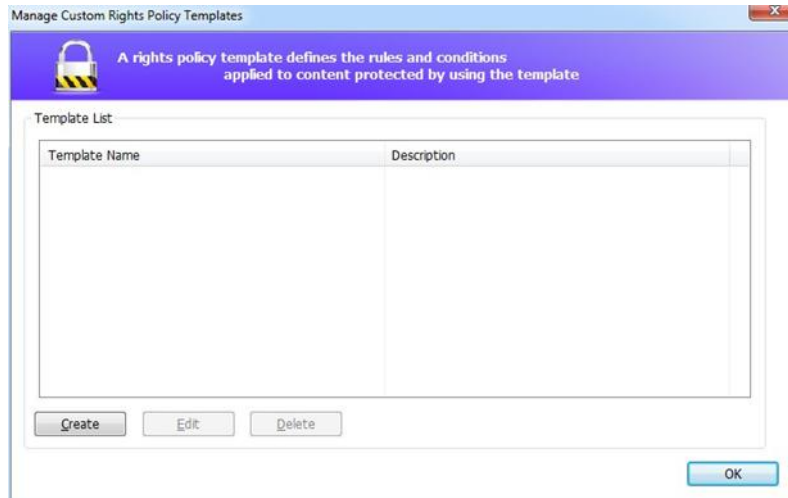 Manage Custom Rights Policy Templates
A rights policy template defines the rules and conditions
applied to content protected by using the template
Template List
Template Name Description
Create Edit Delete
OK